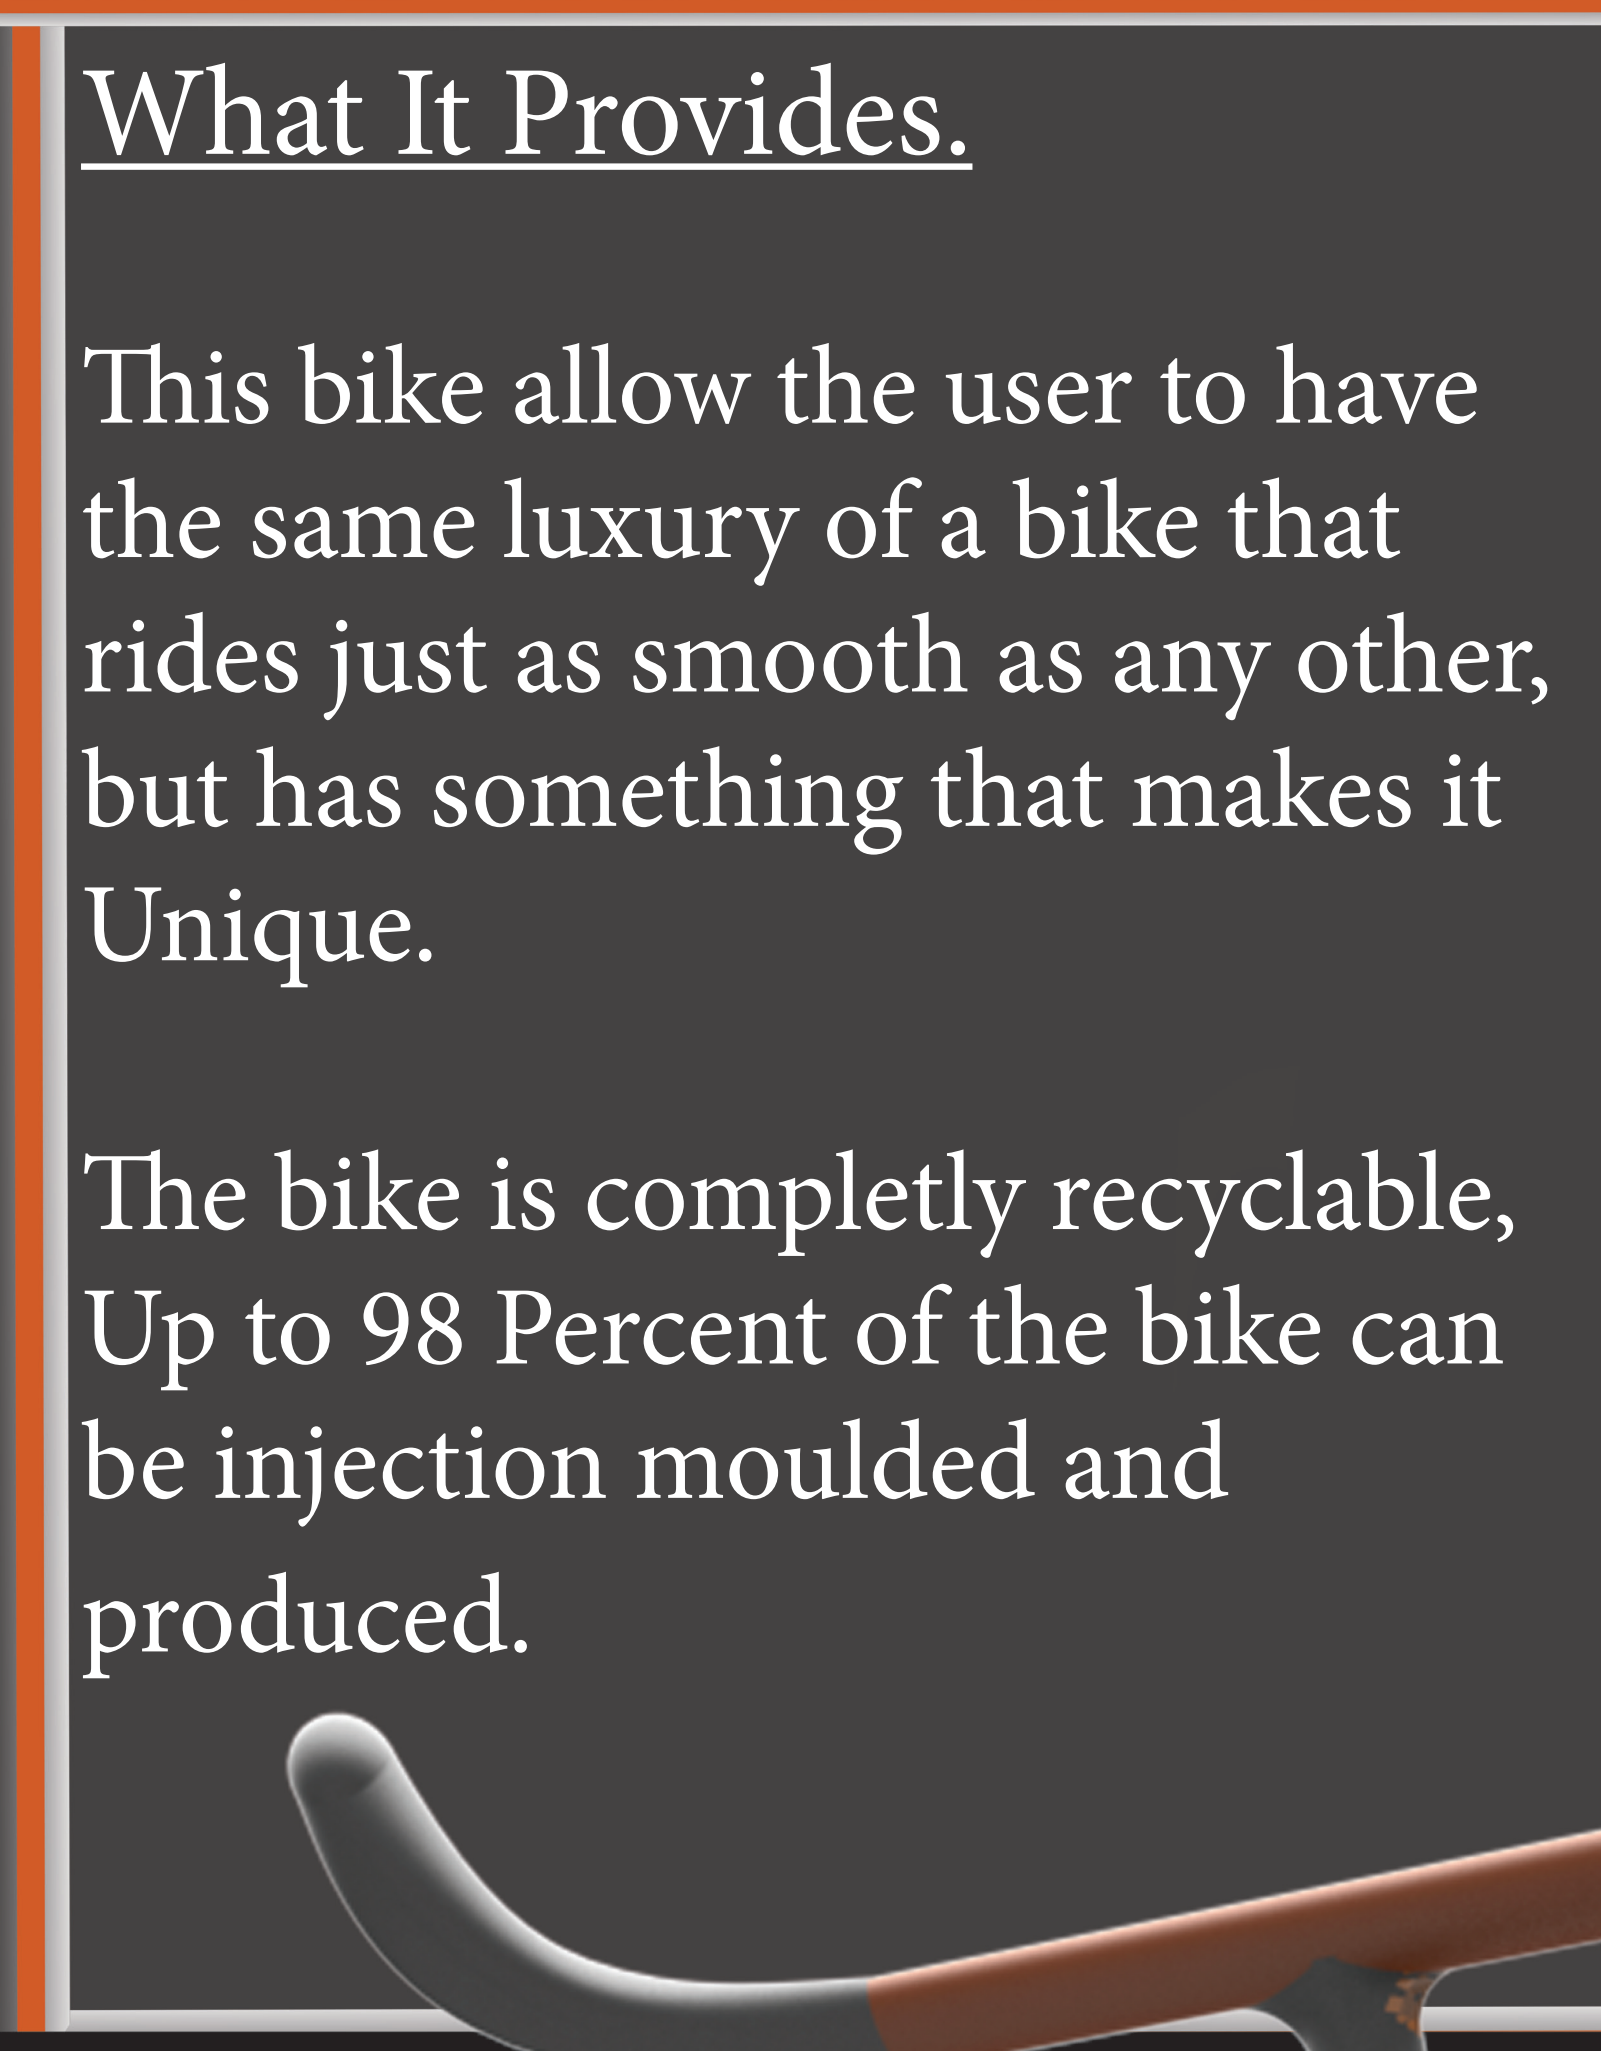 What It Provides.
This bike allow the user to have
the same luxury of a bike that
rides just as smooth as any other,
but has something that makes it
Unique.
The bike is completly recyclable,
Up to 98 Percent of the bike can
be injection moulded and
produced.